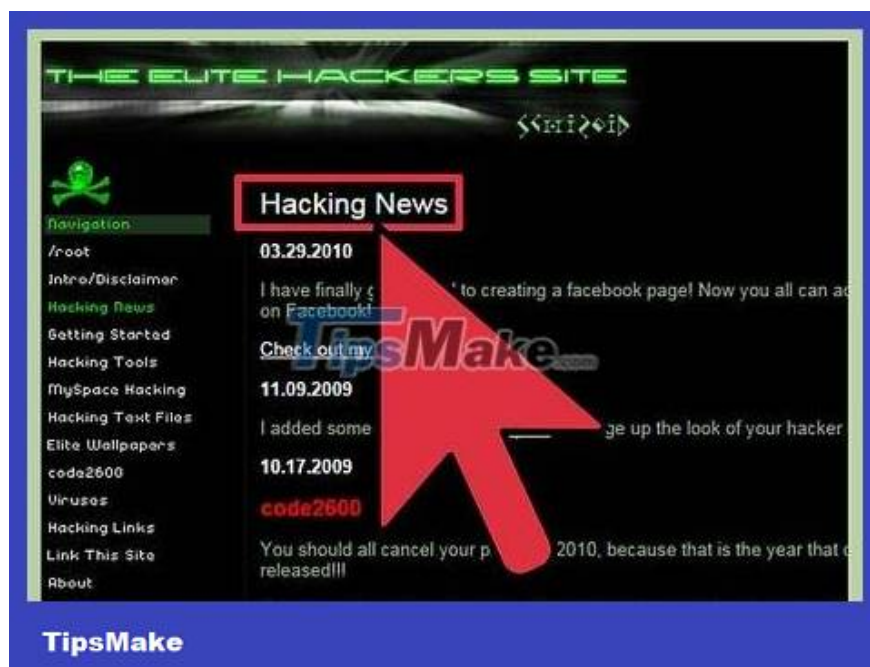 THE ELITE HACKERS SITE
Navigation
/root
Intro/Disclaimer
Hacking News
Getting Started
Hacking Tools
MySpace Hacking
Hacking Text Files
Elite Wallpapers
code2600
Viruses
Hacking Links
Link This Site
About
Hacking News
03.29.2010
I have finally to creating a facebook page! Now you all can
on Facebook!
Check out my
TipsMake.com
11.09.2009
I added some up the look of your hacker
10.17.2009
code2600
You should all cancel your 2010, because that is the year that
released!!!
TipsMake